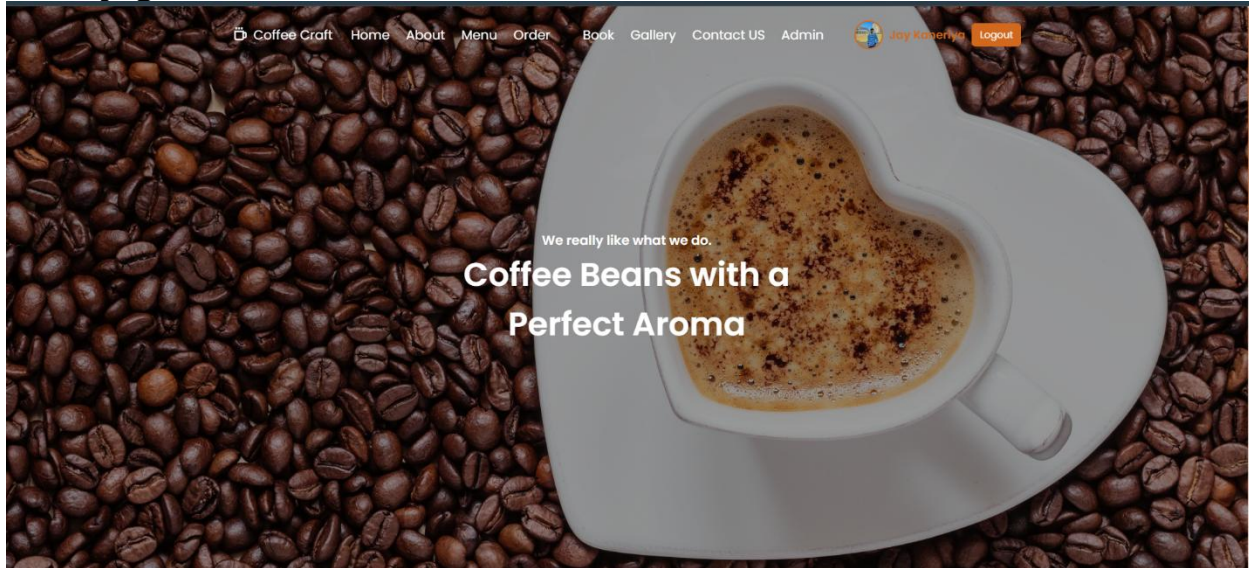 Coffee Craft Home About Menu Order Book Gallery Contact US Admin Jay Logout
We really like what we do.
Coffee Beans with a
Perfect Aroma